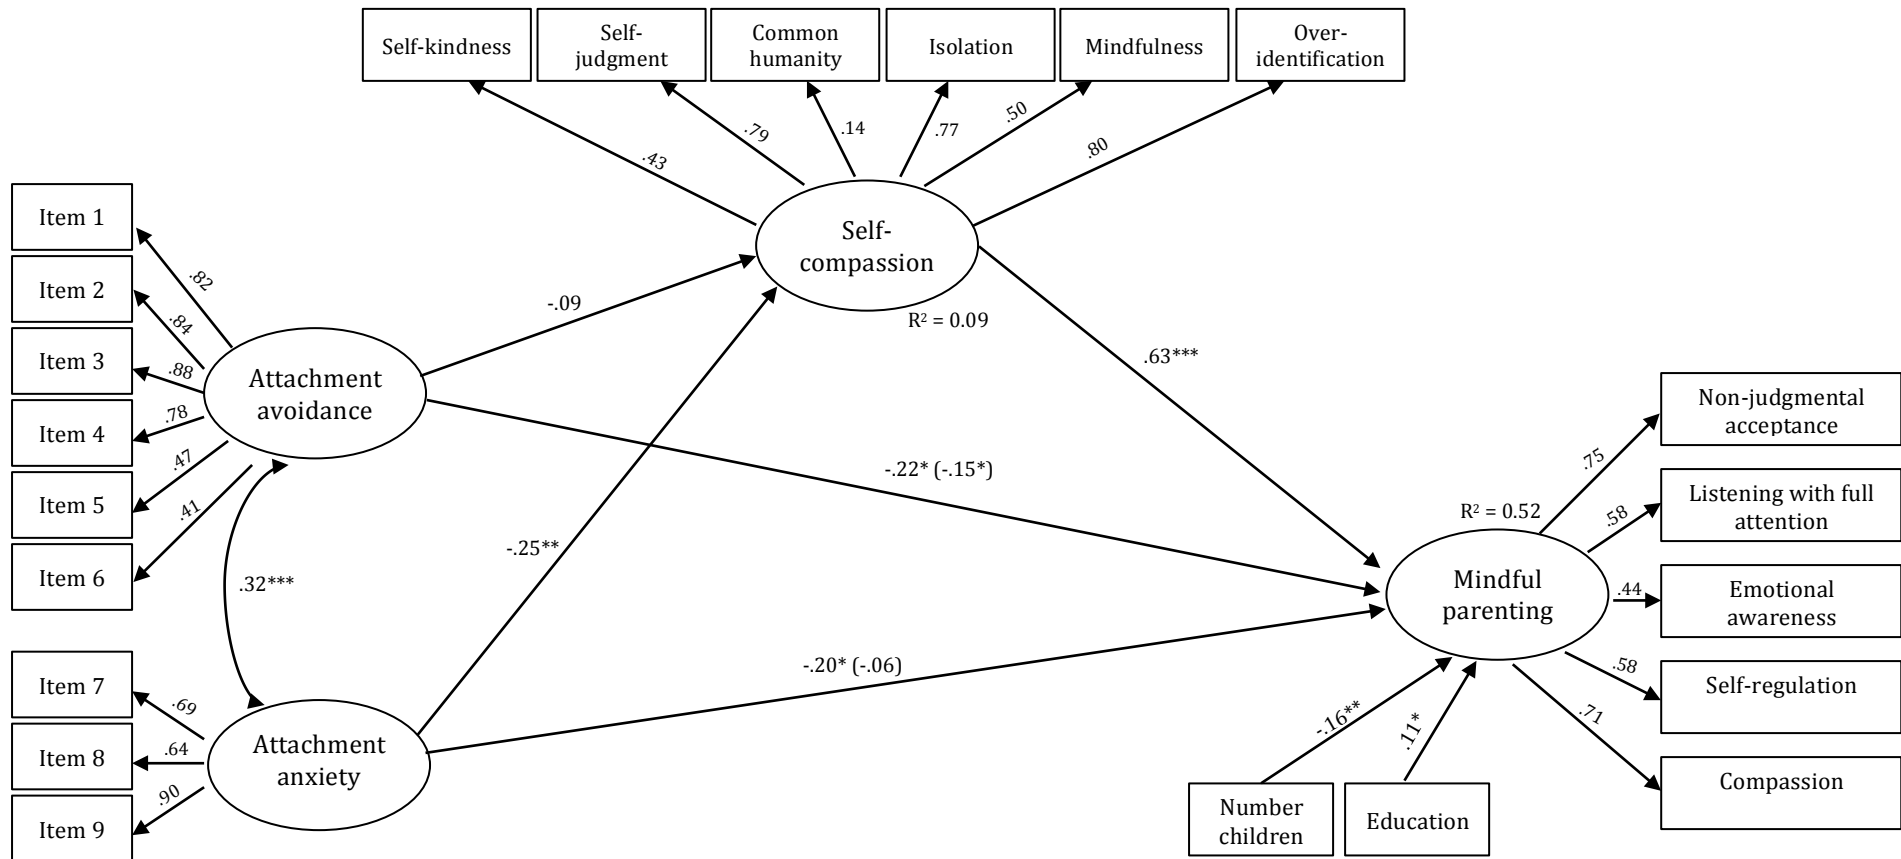 Self-kindness
Self-
judgment
Common
humanity
Isolation
Mindfulness
Over-
identification
.43
.79
.14
.77
.50
.80
Self-
compassion
R² = 0.09
Item 1
Item 2
Item 3
Item 4
Item 5
Item 6
.82
.84
.88
.78
.47
.41
Attachment
avoidance
-.09
.63***
-.22* (-.15*)
-.25**
.32***
-.20* (-.06)
Item 7
Item 8
Item 9
.69
.64
.90
Attachment
anxiety
R² = 0.52
Mindful
parenting
.75
.58
.44
.58
.71
Non-judgmental
acceptance
Listening with full
attention
Emotional
awareness
Self-regulation
Compassion
-.16**
.11*
Number
children
Education